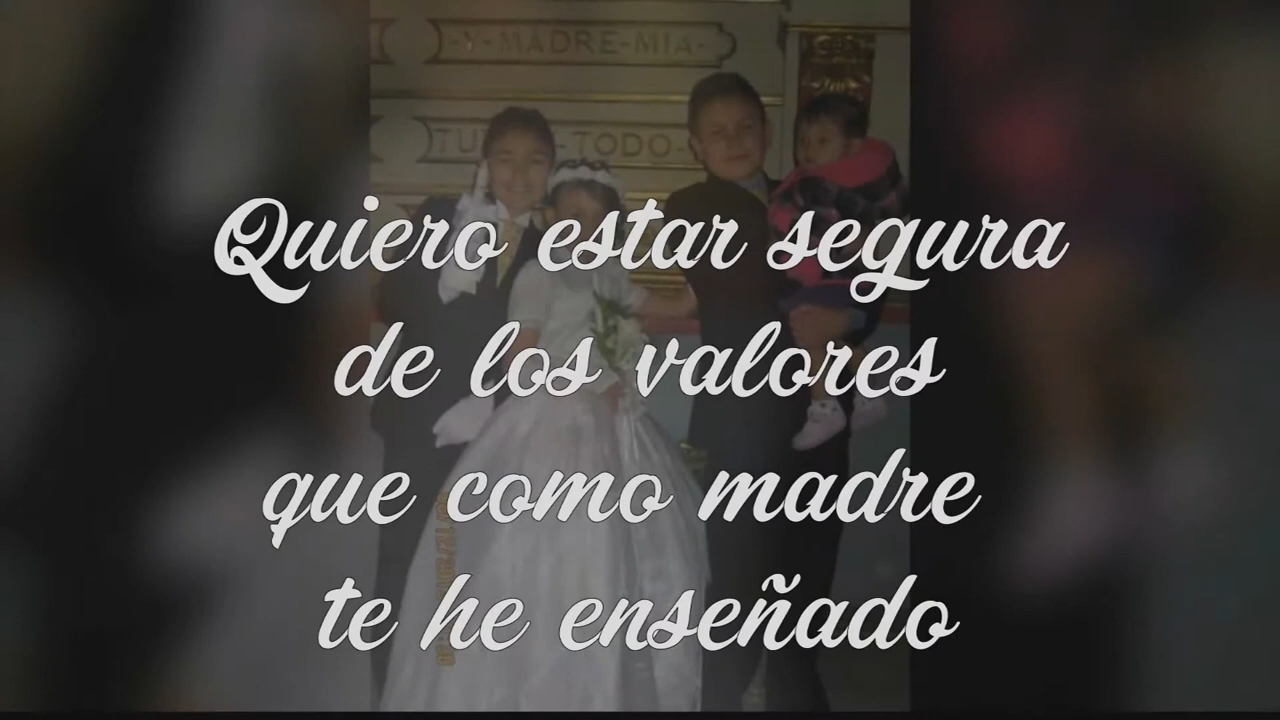 -Y-MADRE-MIA-
TODO-
Quiero estar segura
de los valores
que como madre
te he enseñado